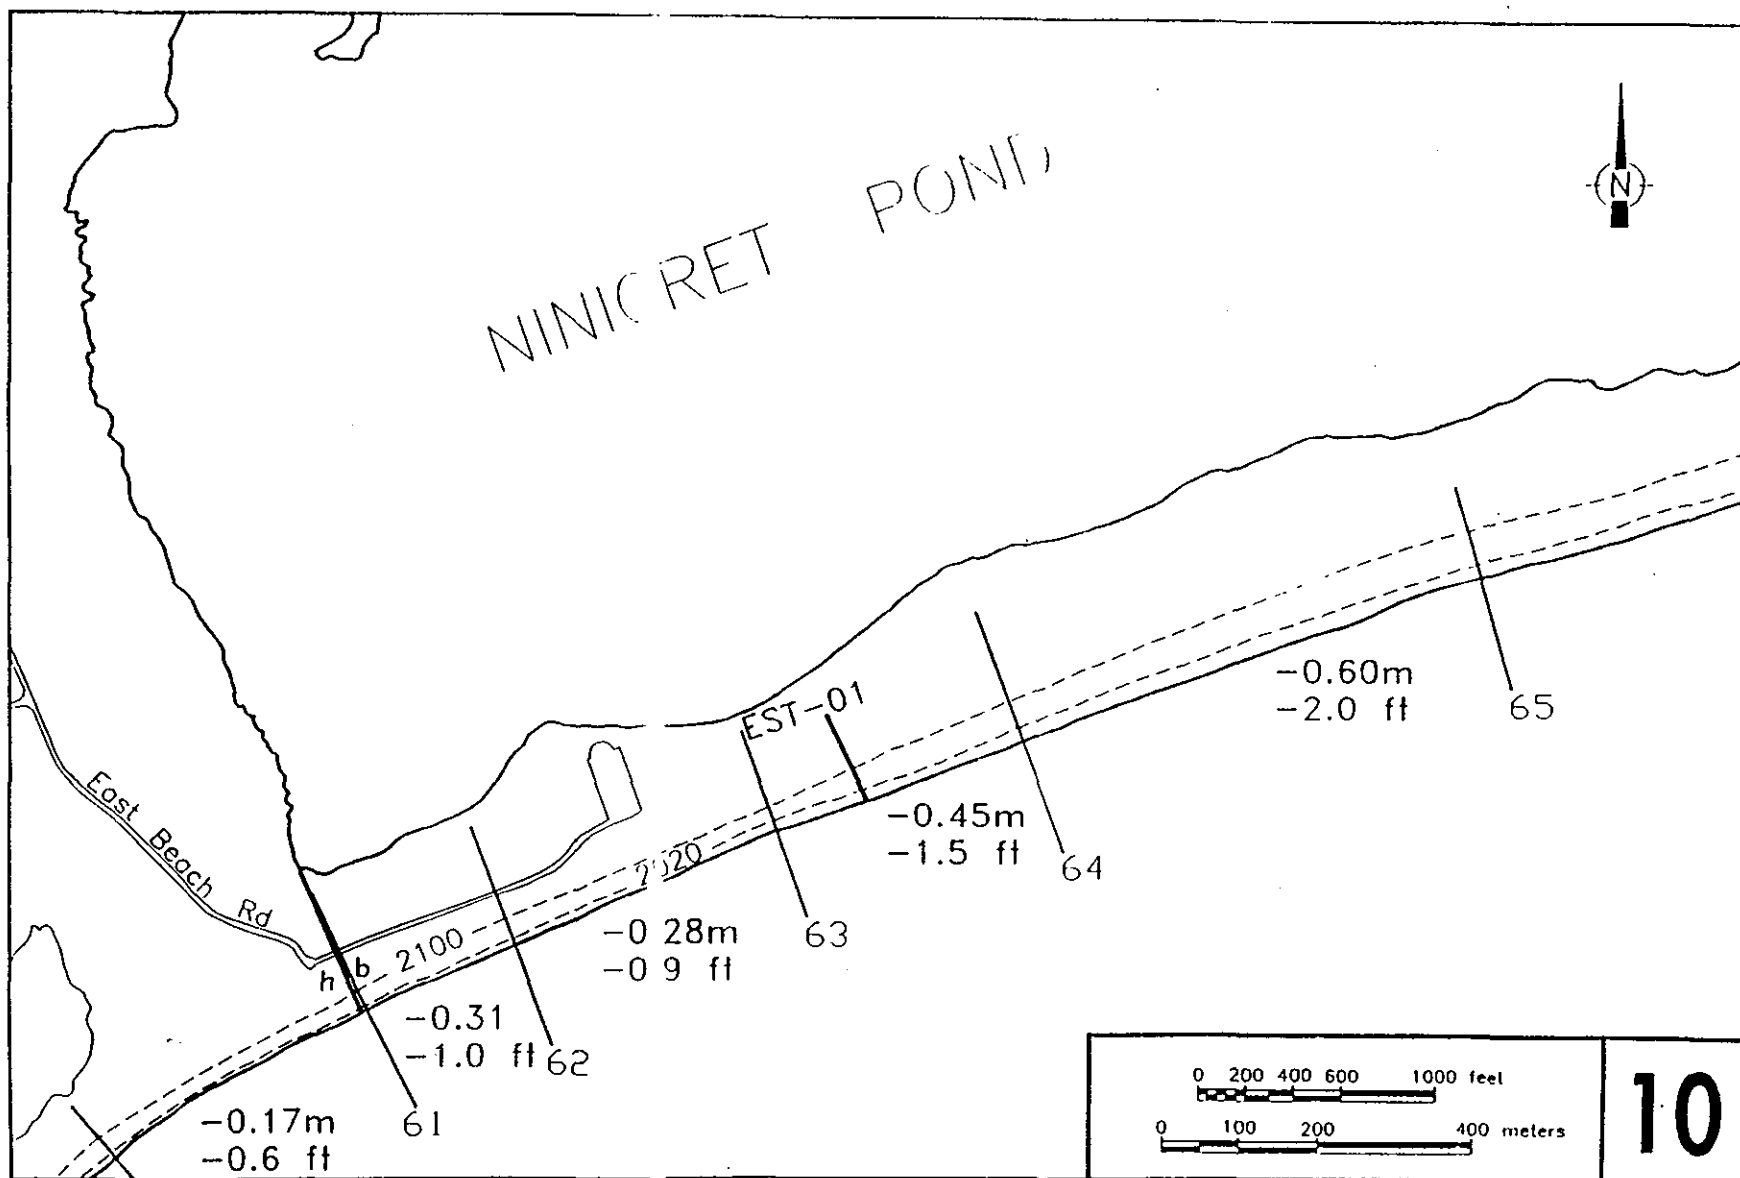 NINICRET POND
N
EST-01
-0.60m
-2.0 ft
65
-0.45m
-1.5 ft
64
East Beach Rd
2020
63
-0 28m
-0 9 ft
2100
h b
-0.31
-1.0 ft
62
61
-0.17m
-0.6 ft
0 200 400 600 1000 feet
0 100 200 400 meters
10